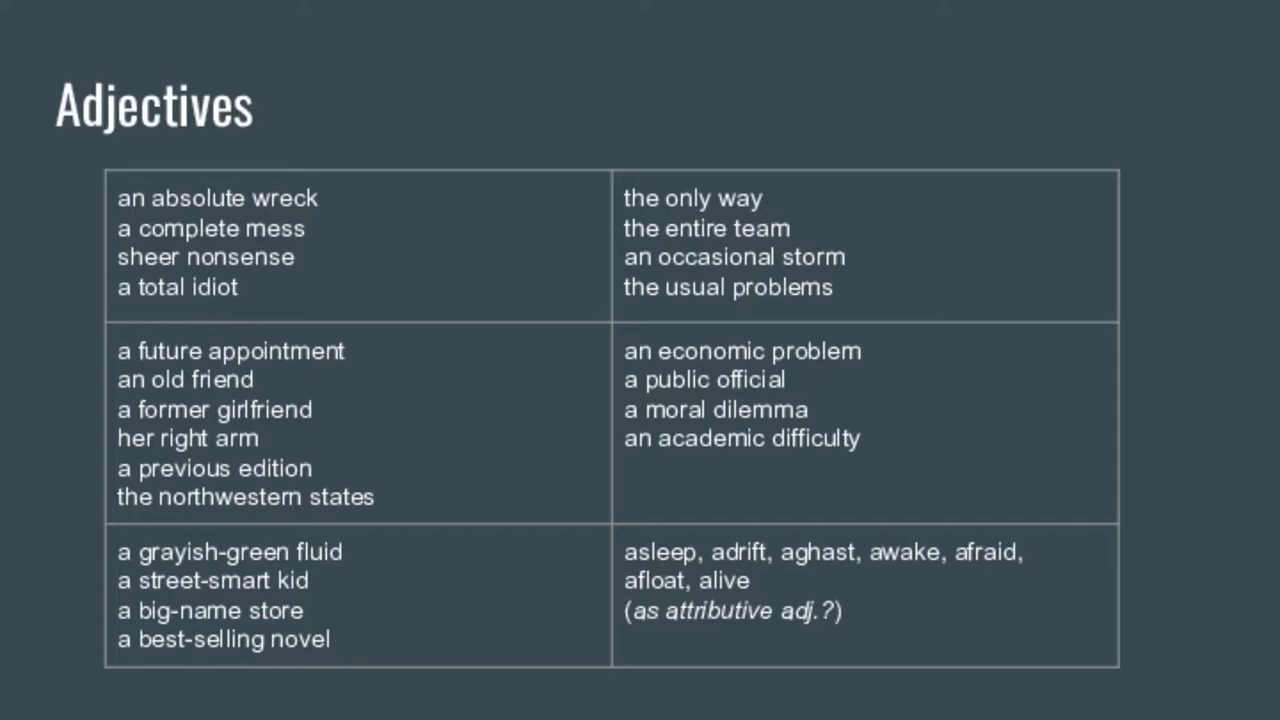 Adjectives
an absolute wreck
a complete mess
sheer nonsense
a total idiot
the only way
the entire team
an occasional storm
the usual problems
a future appointment
an old friend
a former girlfriend
her right arm
a previous edition
the northwestern states
an economic problem
a public official
a moral dilemma
an academic difficulty
a grayish-green fluid
a street-smart kid
a big-name store
a best-selling novel
asleep, adrift, aghast, awake, afraid,
afloat, alive
(as attributive adj.?)